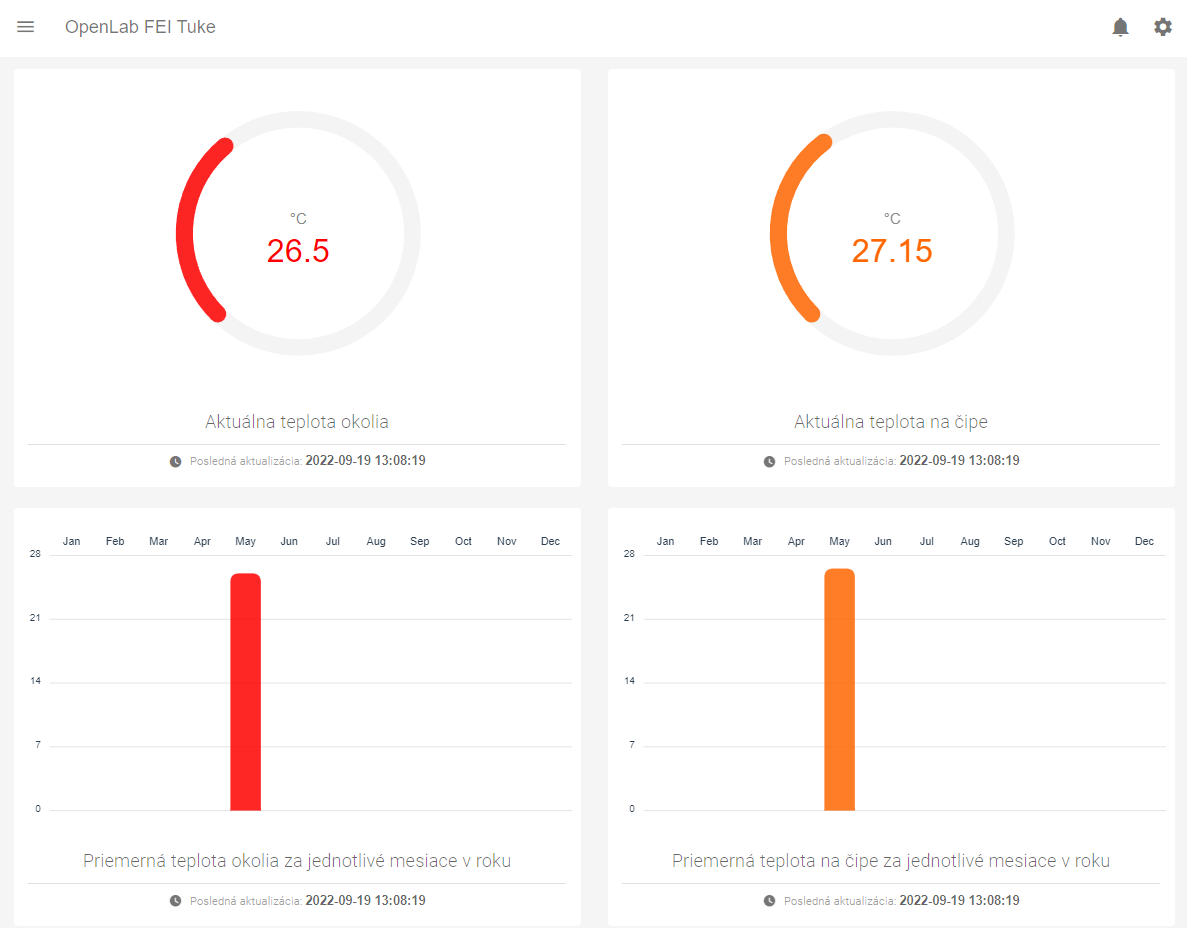 OpenLab FEI Tuke
°C
26.5
Aktuálna teplota okolia
Posledná aktualizácia: 2022-09-19 13:08:19
°C
27.15
Aktuálna teplota na čipe
Posledná aktualizácia: 2022-09-19 13:08:19
Jan Feb Mar Apr May Jun Jul Aug Sep Oct Nov Dec
28
21
14
7
0
Priemerná teplota okolia za jednotlivé mesiace v roku
Posledná aktualizácia: 2022-09-19 13:08:19
Jan Feb Mar Apr May Jun Jul Aug Sep Oct Nov Dec
28
21
14
7
0
Priemerná teplota na čipe za jednotlivé mesiace v roku
Posledná aktualizácia: 2022-09-19 13:08:19